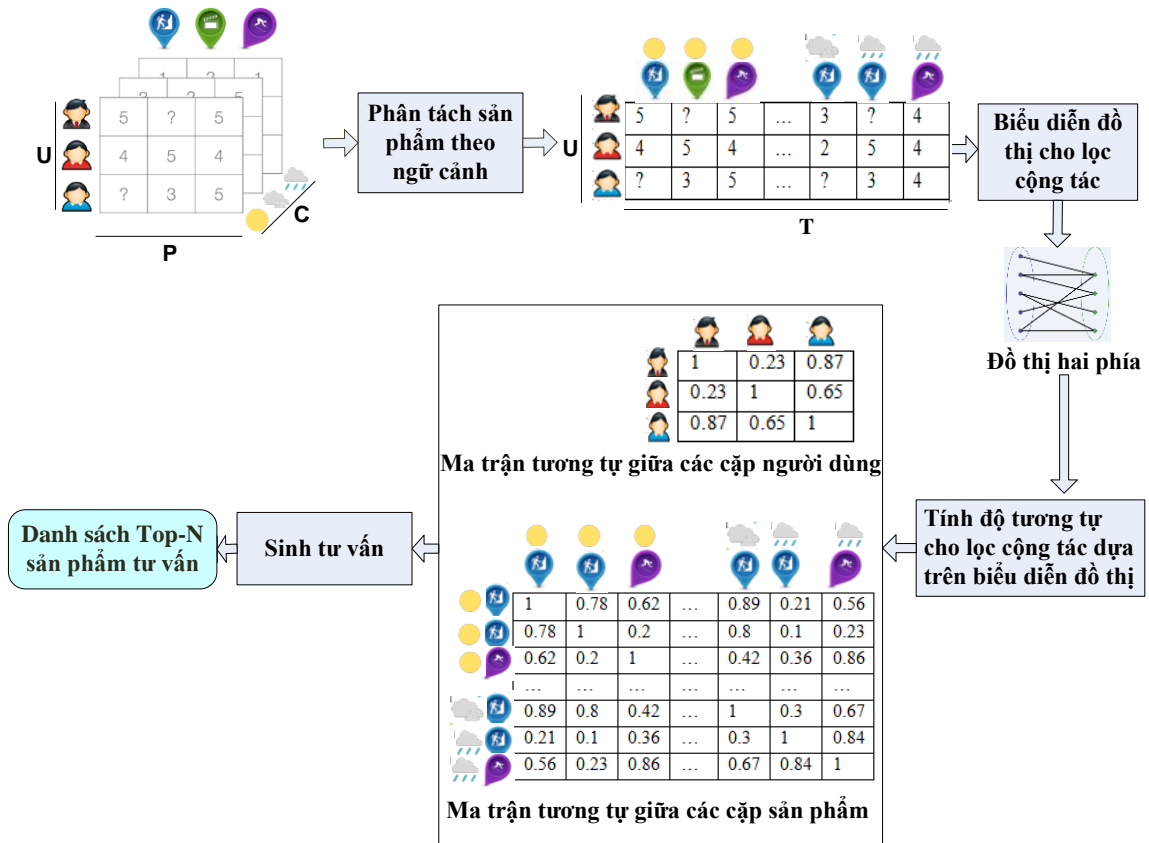 5 ? 5
4 5 4
? 3 5
U
P
C
Phân tách sản
phẩm theo
ngữ cảnh
5 ? 5 ... 3 ? 4
4 5 4 ... 2 5 4
? 3 5 ... ? 3 4
U
T
Biểu diễn đồ
thị cho lọc
cộng tác
Đồ thị hai phía
1 0.23 0.87
0.23 1 0.65
0.87 0.65 1
Ma trận tương tự giữa các cặp người dùng
Danh sách Top-N
sản phẩm tư vấn
Sinh tư vấn
Tính độ tương tự
cho lọc cộng tác dựa
trên biểu diễn đồ thị
1 0.78 0.62 ... 0.89 0.21 0.56
0.78 1 0.2 ... 0.8 0.1 0.23
0.62 0.2 1 ... 0.42 0.36 0.86
... ... ... ... ... ... ...
0.89 0.8 0.42 ... 1 0.3 0.67
0.21 0.1 0.36 ... 0.3 1 0.84
0.56 0.23 0.86 ... 0.67 0.84 1
Ma trận tương tự giữa các cặp sản phẩm